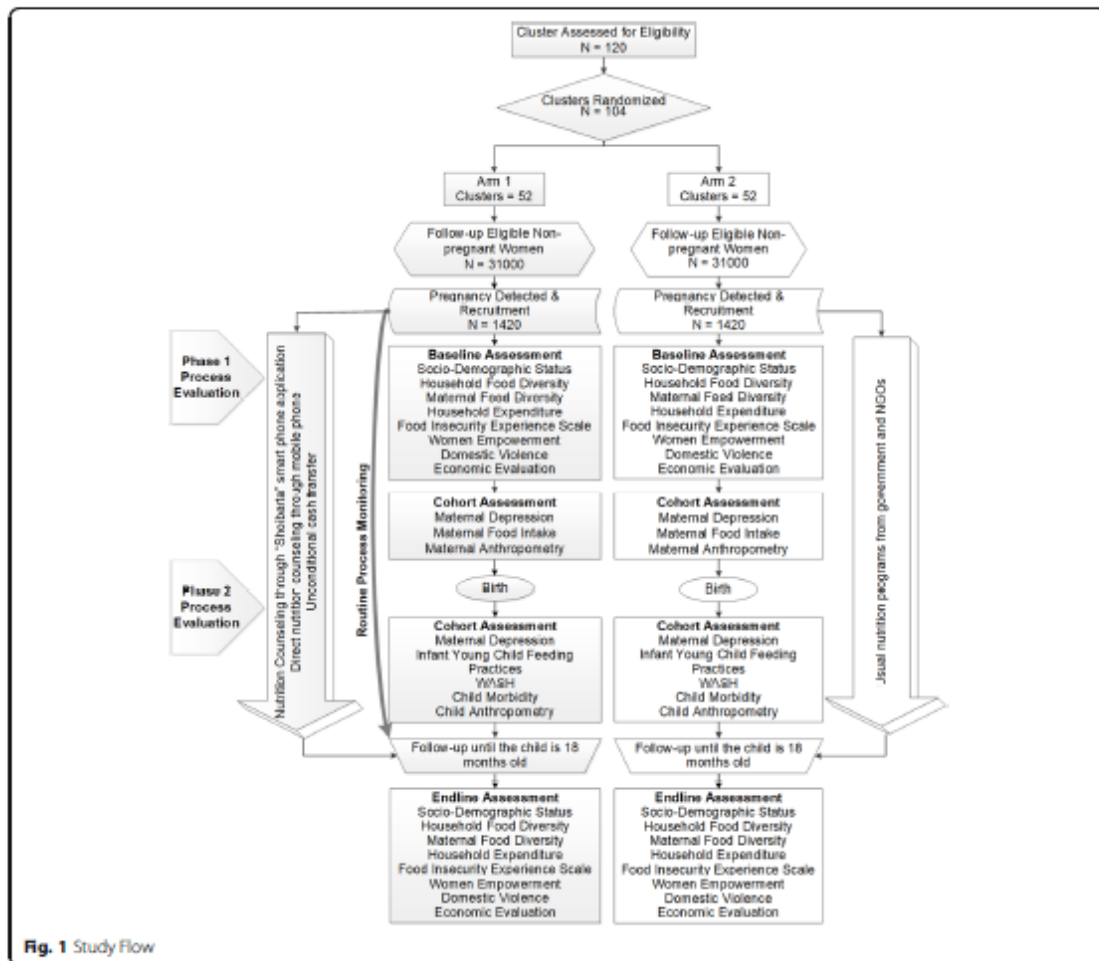 Cluster Assessed for Eligibility
N = 120
Clusters Randomized
N = 104
Arm 1
Clusters = 52
Arm 2
Clusters = 52
Follow-up Eligible Non-
pregnant Women
N = 31000
Follow-up Eligible Non-
pregnant Women
N = 31000
Pregnancy Detected &
Recruitment
N = 1420
Pregnancy Detected &
Recruitment
N = 1420
Phase 1
Process
Evaluation
Phase 2
Process
Evaluation
Nutrition Counseling through "Shoibarta" smart phone application
Direct nutrition counseling through mobile phone
Unconditional cash transfer
Routine Process Monitoring
Baseline Assessment
Socio-Demographic Status
Household Food Diversity
Maternal Food Diversity
Household Expenditure
Food Insecurity Experience Scale
Women Empowerment
Domestic Violence
Economic Evaluation
Baseline Assessment
Socio-Demographic Status
Household Food Diversity
Maternal Food Diversity
Household Expenditure
Food Insecurity Experience Scale
Women Empowerment
Domestic Violence
Economic Evaluation
Usual nutrition programs from government and NGOs
Cohort Assessment
Maternal Depression
Maternal Food Intake
Maternal Anthropometry
Cohort Assessment
Maternal Depression
Maternal Food Intake
Maternal Anthropometry
Birth
Birth
Cohort Assessment
Maternal Depression
Infant Young Child Feeding
Practices
WASH
Child Morbidity
Child Anthropometry
Cohort Assessment
Maternal Depression
Infant Young Child Feeding
Practices
WASH
Child Morbidity
Child Anthropometry
Follow-up until the child is 18
months old
Follow-up until the child is 18
months old
Endline Assessment
Socio-Demographic Status
Household Food Diversity
Maternal Food Diversity
Household Expenditure
Food Insecurity Experience Scale
Women Empowerment
Domestic Violence
Economic Evaluation
Endline Assessment
Socio-Demographic Status
Household Food Diversity
Maternal Food Diversity
Household Expenditure
Food Insecurity Experience Scale
Women Empowerment
Domestic Violence
Economic Evaluation
Fig. 1 Study Flow